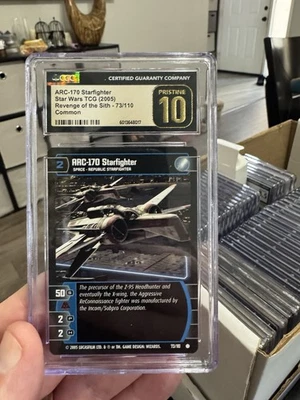 CERTIFIED GUARANTY COMPANY
ARC-170 Starfighter
Star Wars TCG (2005)
Revenge of the Sith - 73/110
Common
PRISTINE
10
2
ARC-170 Starfighter
SPACE - REPUBLIC STARFIGHTER
50
2
2
The precursor of the Z-95 Headhunter and
eventually the X-wing, the Aggressive
ReConnaissance fighter was manufactured by
the Incom/Subpro Corporation.
73/110